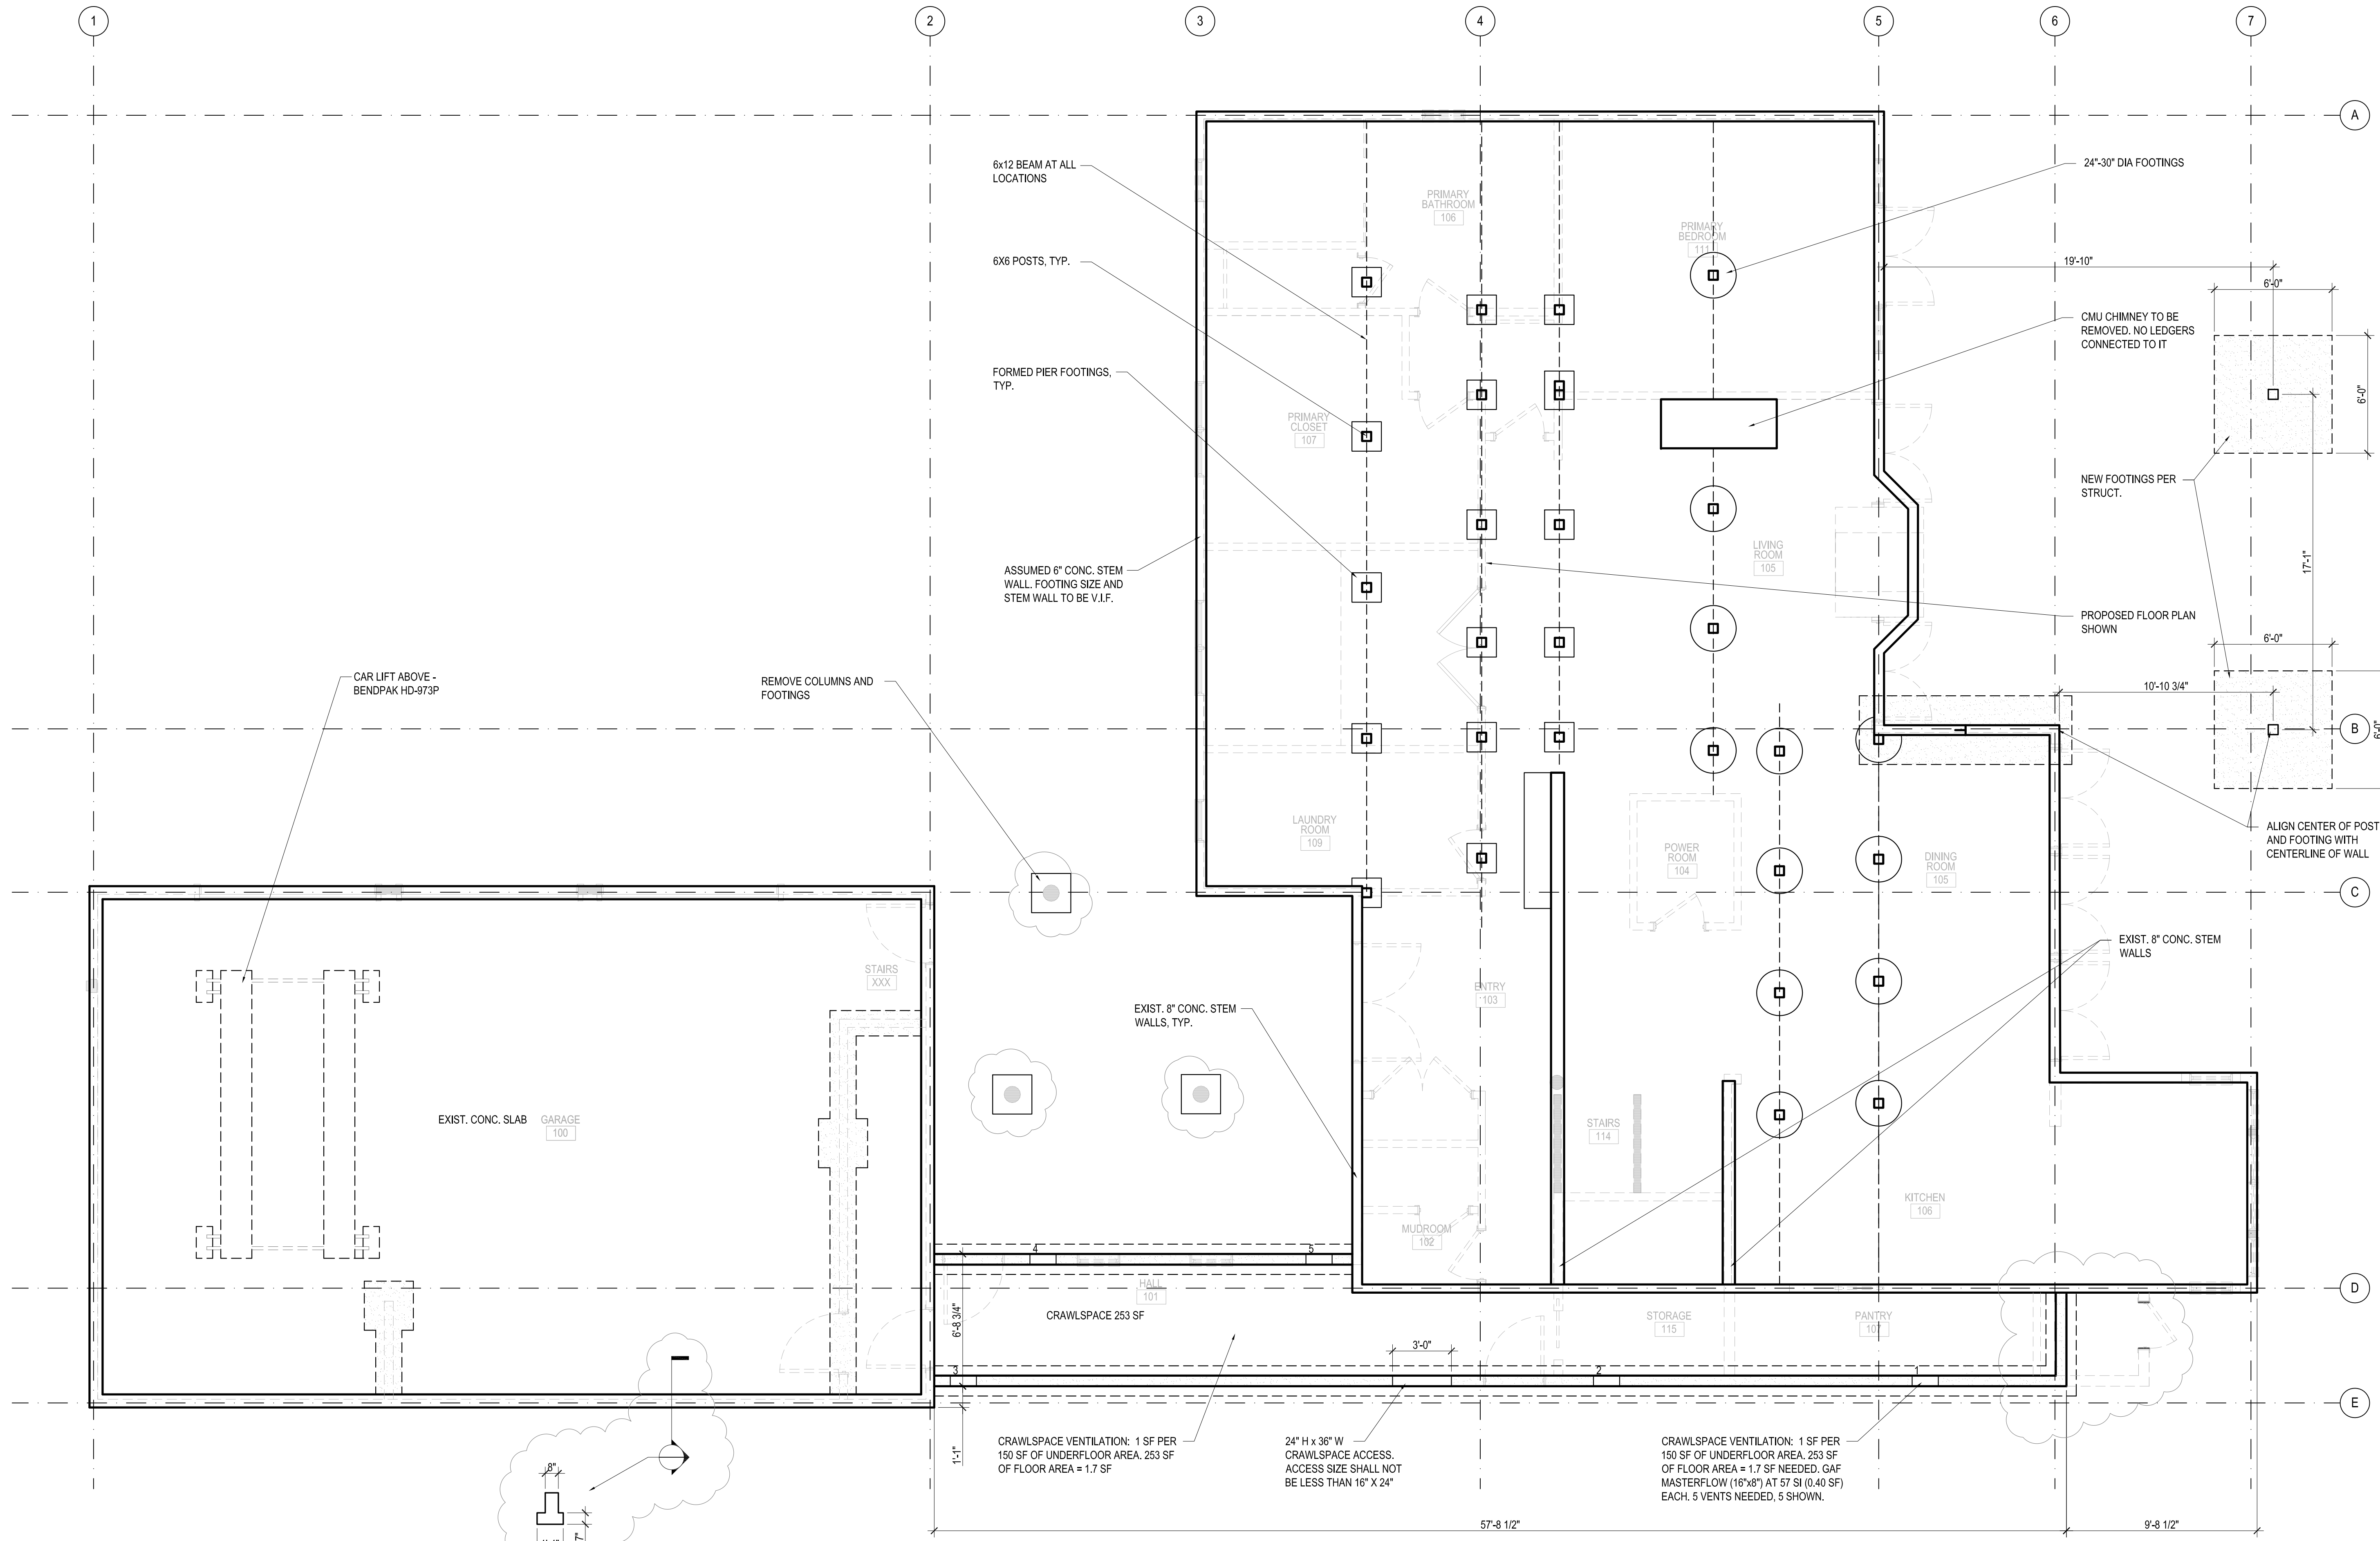 1
2
3
4
5
6
7
A
6x12 BEAM AT ALL
LOCATIONS
24"-30" DIA FOOTINGS
PRIMARY
BATHROOM
106
PRIMARY
BEDROOM
111
6X6 POSTS, TYP.
19'-10"
6'-0"
CMU CHIMNEY TO BE
REMOVED. NO LEDGERS
CONNECTED TO IT
6'-0"
FORMED PIER FOOTINGS,
TYP.
PRIMARY
CLOSET
107
NEW FOOTINGS PER
STRUCT.
LIVING
ROOM
105
17'-1"
ASSUMED 6" CONC. STEM
WALL. FOOTING SIZE AND
STEM WALL TO BE V.I.F.
PROPOSED FLOOR PLAN
SHOWN
6'-0"
CAR LIFT ABOVE -
BENDPAK HD-973P
REMOVE COLUMNS AND
FOOTINGS
10'-10 3/4"
B
6'-0"
LAUNDRY
ROOM
109
POWER
ROOM
104
DINING
ROOM
105
ALIGN CENTER OF POST
AND FOOTING WITH
CENTERLINE OF WALL
C
EXIST. 8" CONC. STEM
WALLS
STAIRS
XXX
ENTRY
103
EXIST. 8" CONC. STEM
WALLS, TYP.
EXIST. CONC. SLAB
GARAGE
100
STAIRS
114
KITCHEN
106
MUDROOM
102
4
5
HALL
101
D
CRAWLSPACE 253 SF
6'-8 3/4"
STORAGE
115
PANTRY
107
3'-0"
3
2
1
E
1'-1"
CRAWLSPACE VENTILATION: 1 SF PER
150 SF OF UNDERFLOOR AREA. 253 SF
OF FLOOR AREA = 1.7 SF
24" H x 36" W
CRAWLSPACE ACCESS.
ACCESS SIZE SHALL NOT
BE LESS THAN 16" X 24"
CRAWLSPACE VENTILATION: 1 SF PER
150 SF OF UNDERFLOOR AREA. 253 SF
OF FLOOR AREA = 1.7 SF NEEDED. GAF
MASTERFLOW (16"x8") AT 57 SI (0.40 SF)
EACH. 5 VENTS NEEDED, 5 SHOWN.
8"
7"
57'-8 1/2"
9'-8 1/2"